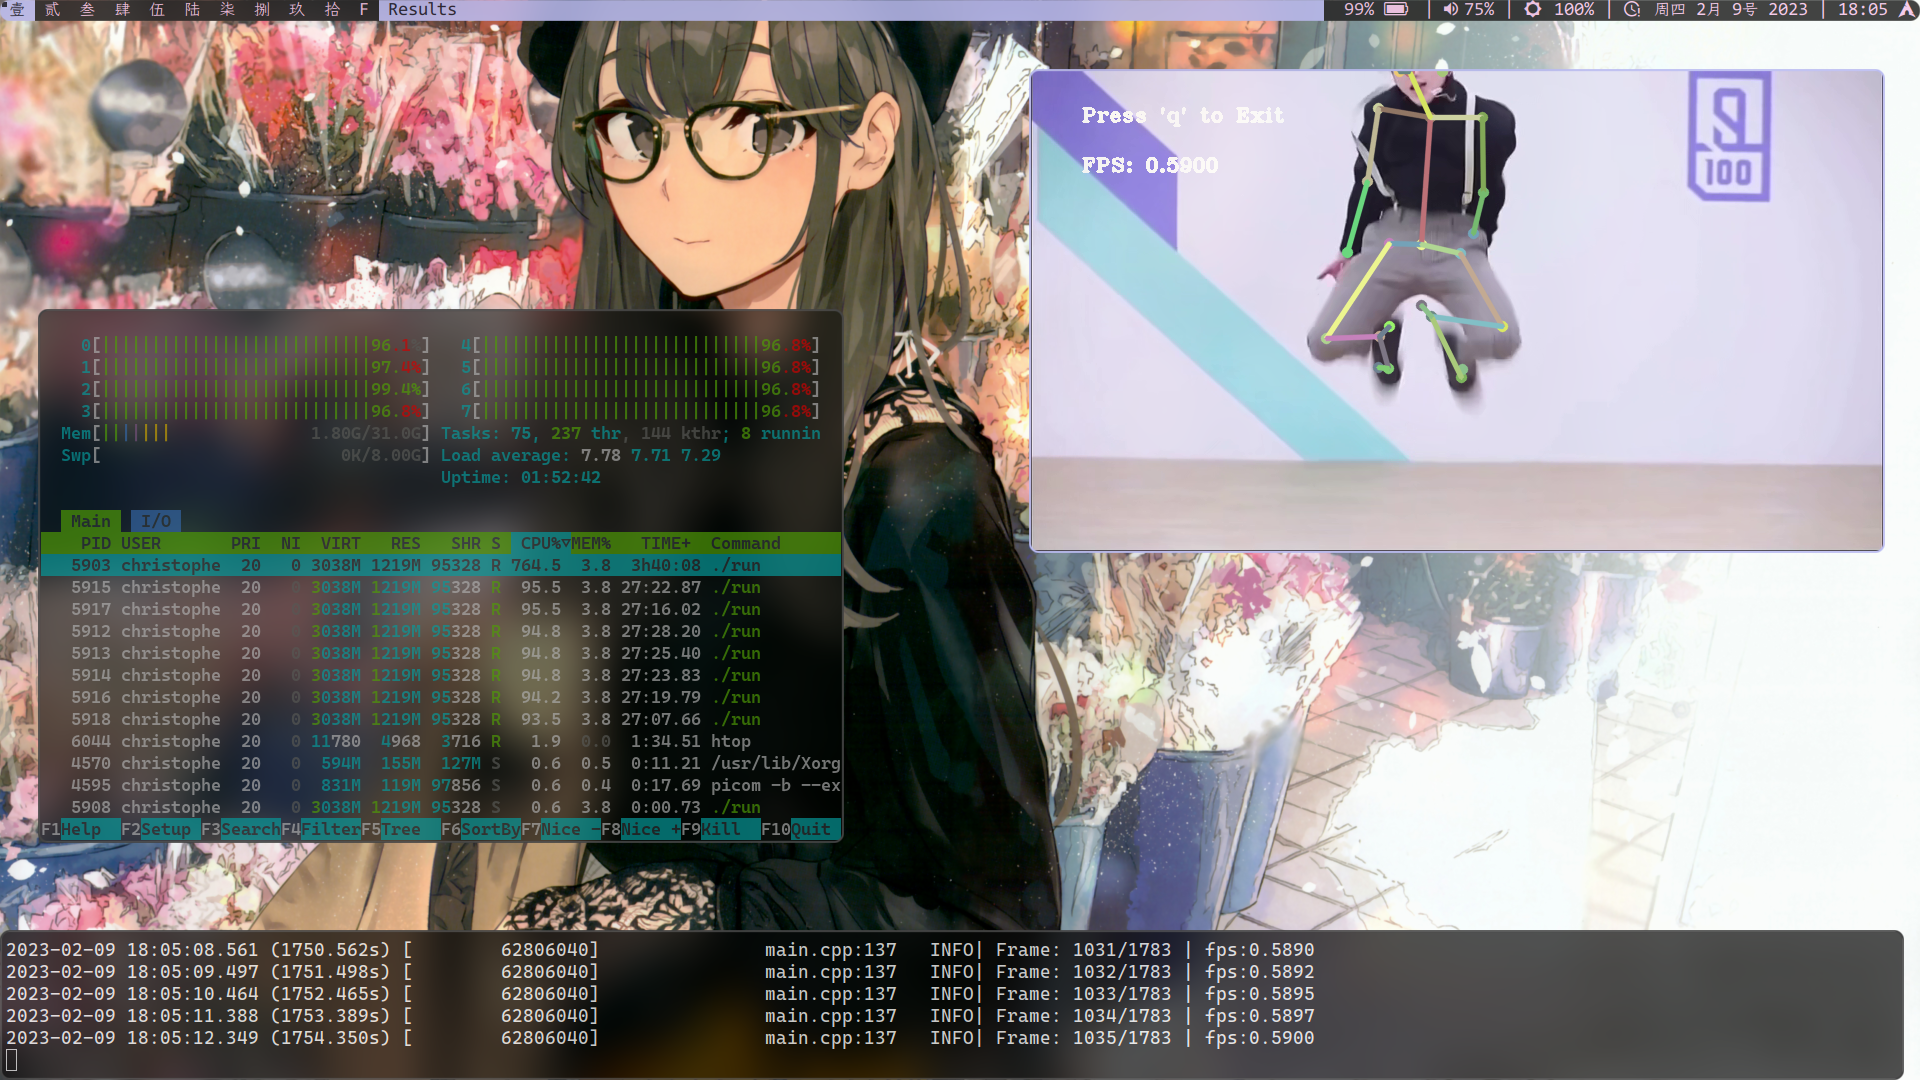 壹 贰 叁 肆 伍 陆 柒 捌 玖 拾 F Results 99% 75% 100% 周四 2月 9号 2023 18:05
Press 'q' to Exit
FPS: 0.5900
100
0[96.1%] 4[96.8%]
1[97.4%] 5[96.8%]
2[99.4%] 6[96.8%]
3[96.8%] 7[96.8%]
Mem[1.80G/31.0G] Tasks: 75, 237 thr, 144 kthr; 8 runnin
Swp[0K/8.00G] Load average: 7.78 7.71 7.29
Uptime: 01:52:42
Main I/O
PID USER PRI NI VIRT RES SHR S CPU%▽MEM% TIME+ Command
5903 christophe 20 0 3038M 1219M 95328 R 764.5 3.8 3h40:08 ./run
5915 christophe 20 0 3038M 1219M 95328 R 95.5 3.8 27:22.87 ./run
5917 christophe 20 0 3038M 1219M 95328 R 95.5 3.8 27:16.02 ./run
5912 christophe 20 0 3038M 1219M 95328 R 94.8 3.8 27:28.20 ./run
5913 christophe 20 0 3038M 1219M 95328 R 94.8 3.8 27:25.40 ./run
5914 christophe 20 0 3038M 1219M 95328 R 94.8 3.8 27:23.83 ./run
5916 christophe 20 0 3038M 1219M 95328 R 94.2 3.8 27:19.79 ./run
5918 christophe 20 0 3038M 1219M 95328 R 93.5 3.8 27:07.66 ./run
6044 christophe 20 0 11780 4968 3716 R 1.9 0.0 1:34.51 htop
4570 christophe 20 0 594M 155M 127M S 0.6 0.5 0:11.21 /usr/lib/Xorg
4595 christophe 20 0 831M 119M 97856 S 0.6 0.4 0:17.69 picom -b --ex
5908 christophe 20 0 3038M 1219M 95328 S 0.6 3.8 0:00.73 ./run
F1Help F2Setup F3SearchF4FilterF5Tree F6SortByF7Nice -F8Nice +F9Kill F10Quit
2023-02-09 18:05:08.561 (1750.562s) [ 62806040] main.cpp:137 INFO| Frame: 1031/1783 | fps:0.5890
2023-02-09 18:05:09.497 (1751.498s) [ 62806040] main.cpp:137 INFO| Frame: 1032/1783 | fps:0.5892
2023-02-09 18:05:10.464 (1752.465s) [ 62806040] main.cpp:137 INFO| Frame: 1033/1783 | fps:0.5895
2023-02-09 18:05:11.388 (1753.389s) [ 62806040] main.cpp:137 INFO| Frame: 1034/1783 | fps:0.5897
2023-02-09 18:05:12.349 (1754.350s) [ 62806040] main.cpp:137 INFO| Frame: 1035/1783 | fps:0.5900